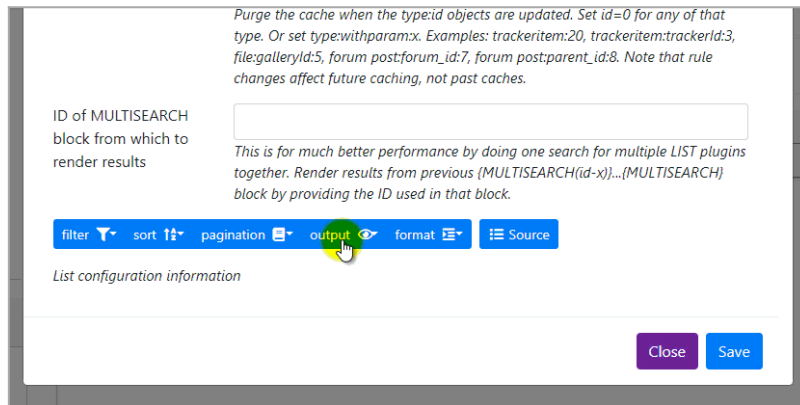 Purge the cache when the type:id objects are updated. Set id=0 for any of that
type. Or set type:withparam:x. Examples: trackeritem:20, trackeritem:trackerId:3,
file:galleryId:5, forum post:forum_id:7, forum post:parent_id:8. Note that rule
changes affect future caching, not past caches.
ID of MULTISEARCH
block from which to
render results
This is for much better performance by doing one search for multiple LIST plugins
together. Render results from previous {MULTISEARCH(id-x)}...{MULTISEARCH}
block by providing the ID used in that block.
filter sort pagination output format Source
List configuration information
Close Save